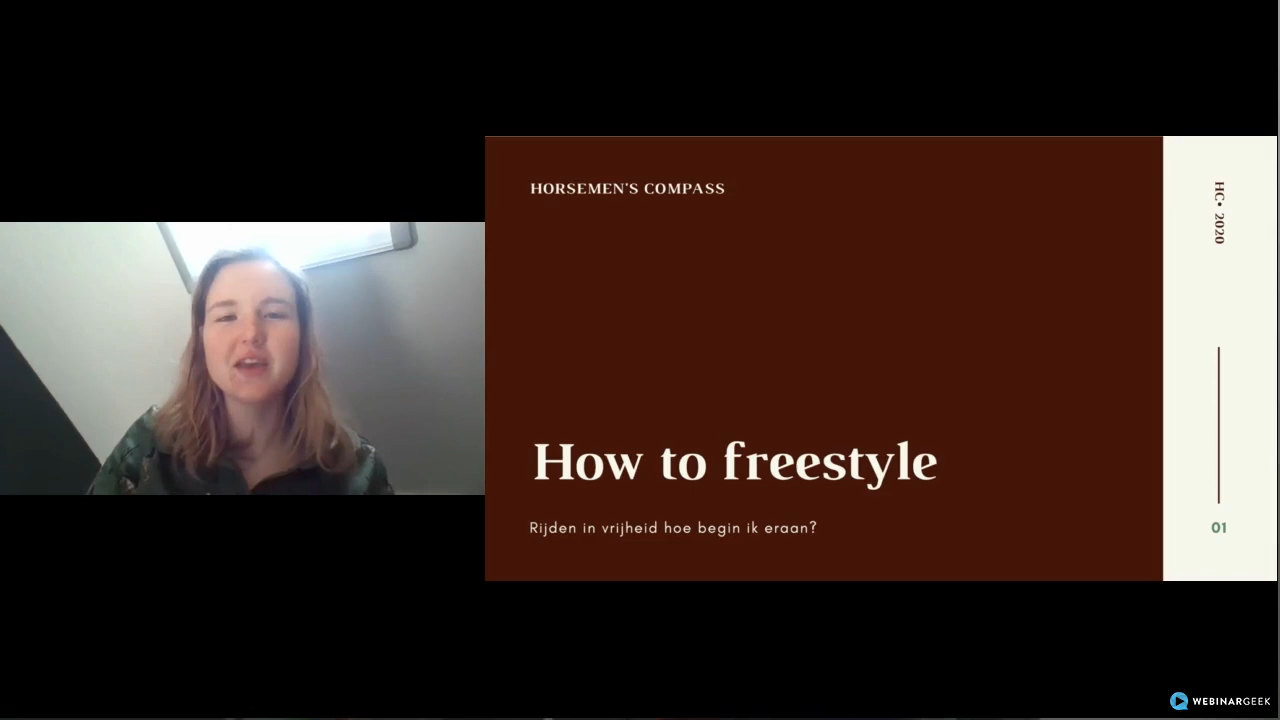 HORSEMEN'S COMPASS
How to freestyle
Rijden in vrijheid hoe begin ik eraan?
HC• 2020
01
WEBINARGEEK